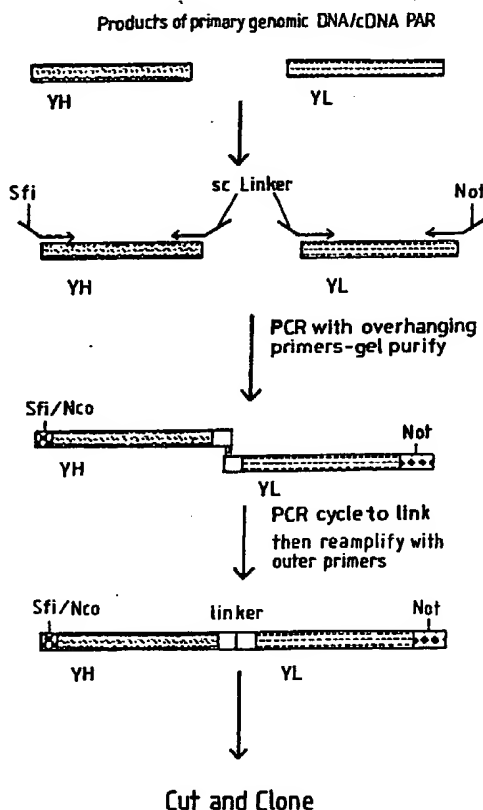 Products of primary genomic DNA/cDNA PAR
YH YL
Sfi sc Linker Not
YH YL
PCR with overhanging
primers-gel purify
Sfi/Nco Not
YH YL
PCR cycle to link
then reamplify with
outer primers
Sfi/Nco linker Not
YH YL
Cut and Clone